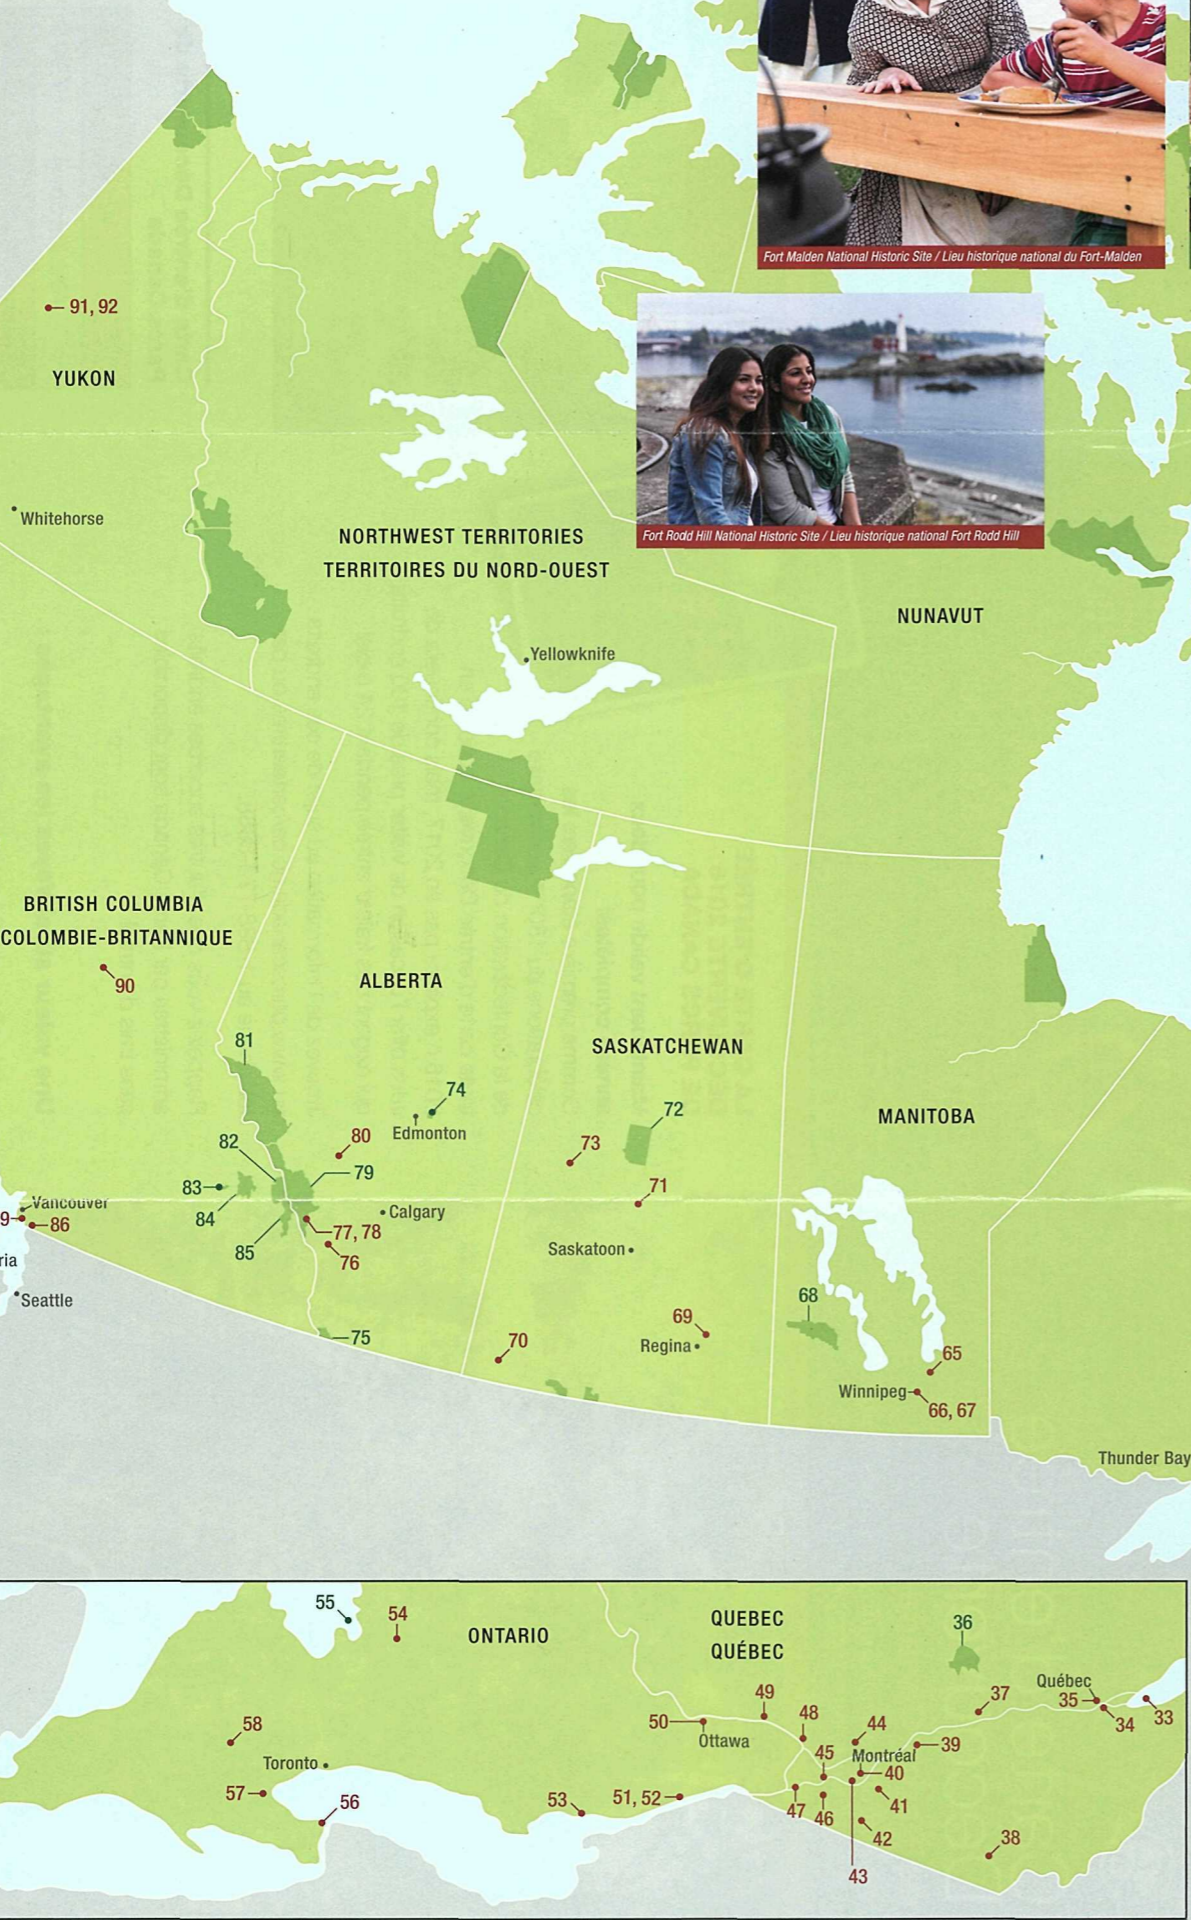 Fort Malden National Historic Site / Lieu historique national du Fort-Malden
91, 92
YUKON
Whitehorse
NORTHWEST TERRITORIES
TERRITOIRES DU NORD-OUEST
Fort Rodd Hill National Historic Site / Lieu historique national Fort Rodd Hill
NUNAVUT
Yellowknife
BRITISH COLUMBIA
COLOMBIE-BRITANNIQUE
90
ALBERTA
SASKATCHEWAN
MANITOBA
81
74
Edmonton
72
82
80
73
79
83
71
84
Vancouver
9
86
Calgary
77, 78
85
76
ria
Saskatoon
Seattle
68
69
75
70
Regina
65
Winnipeg
66, 67
Thunder Bay
55
54
ONTARIO
QUEBEC
QUÉBEC
36
Québec
49
37
35
34
33
58
50
Ottawa
48
44
39
Toronto
45
Montréal
40
57
56
53
51, 52
47
46
41
42
38
43